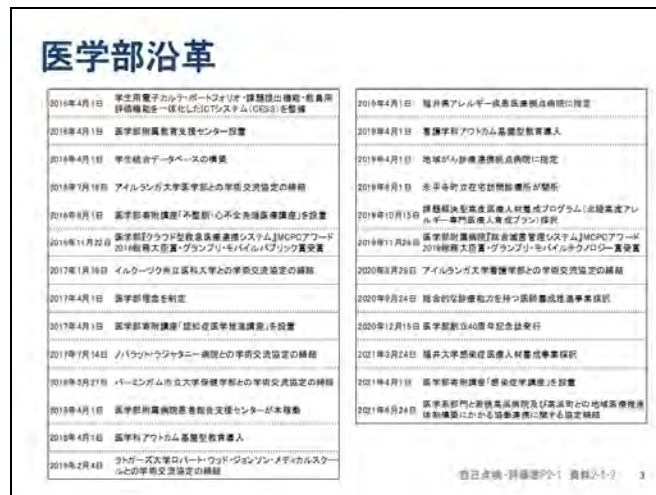 医学部沿革
2016年4月1日 学生用電子カルテ・ポートフォリオ・課題提出機能・教員用
評価機能を一体化したICTシステム(CESS)を整備
2016年4月1日 医学部附属教育支援センター設置
2016年4月1日 学生統合データベースの構築
2016年7月 アイルランガ大学医学部との学術交流協定の締結
2016年8月1日 医学部寄附講座「不整脈・心不全先端医療講座」を設置
2016年11月22日 医学部『クラウド型救急医療連携システム』MCPCアワード
2016総務大臣賞・グランプリ・モバイルパブリック賞受賞
2017年1月 イルクーツク州立医科大学との学術交流協定の締結
2017年4月1日 医学部理念を制定
2017年4月1日 医学部寄附講座「認知症医学推進講座」を設置
2017年7月14日 ノパラット・ラジャタニー病院との学術交流協定の締結
2018年3月27日 バーミンガム市立大学保健学部との学術交流協定の締結
2018年4月1日 医学部附属病院患者総合支援センターが本稼働
2018年4月1日 医学科アウトカム基盤型教育導入
2019年2月4日 ラトガーズ大学ロバート・ウッド・ジョンソン・メディカルスクー
ルとの学術交流協定の締結
2019年4月1日 福井県アレルギー疾患医療拠点病院に指定
2019年4月1日 看護学科アウトカム基盤型教育導入
2019年4月1日 地域がん診療連携拠点病院に指定
2019年8月1日 永平寺町立在宅訪問診療所が開所
2019年10月 課題解決型高度医療人材養成プログラム(北陸高度アレ
ルギー専門医療人育成プラン)採択
2019年11月 医学部附属病院『総合滅菌管理システム』MCPCアワード
2019総務大臣賞・グランプリ・モバイルテクノロジー賞受賞
2020年8月 アイルランガ大学看護学部との学術交流協定の締結
2020年9月24日 総合的な診療能力を持つ医師養成推進事業採択
2020年12月15日 医学部創立40周年記念誌発行
2021年3月24日 福井大学感染症医療人材養成事業採択
2021年4月1日 医学部寄附講座「感染症学講座」を設置
2021年6月24日 医学系部門と若狭高浜病院及び高浜町との地域医療推進
体制構築にかかる協働連携に関する協定締結
自己点検・評価書P2-1 資料2-1-2 3